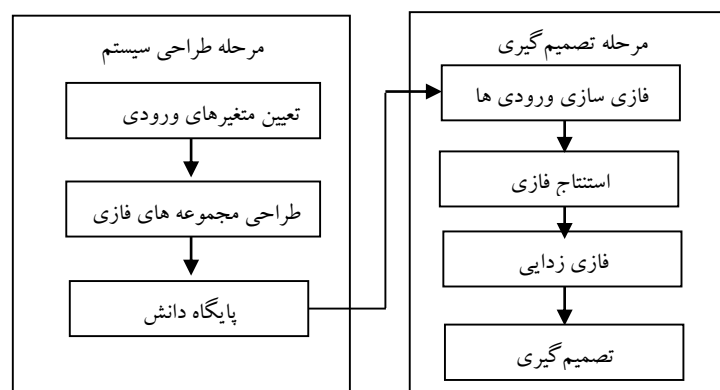 مرحله طراحی سیستم
تعیین متغیرهای ورودی
طراحی مجموعه های فازی
پایگاه دانش
مرحله تصمیم‌گیری
فازی سازی ورودی ها
استنتاج فازی
فازی زدایی
تصمیم‌گیری